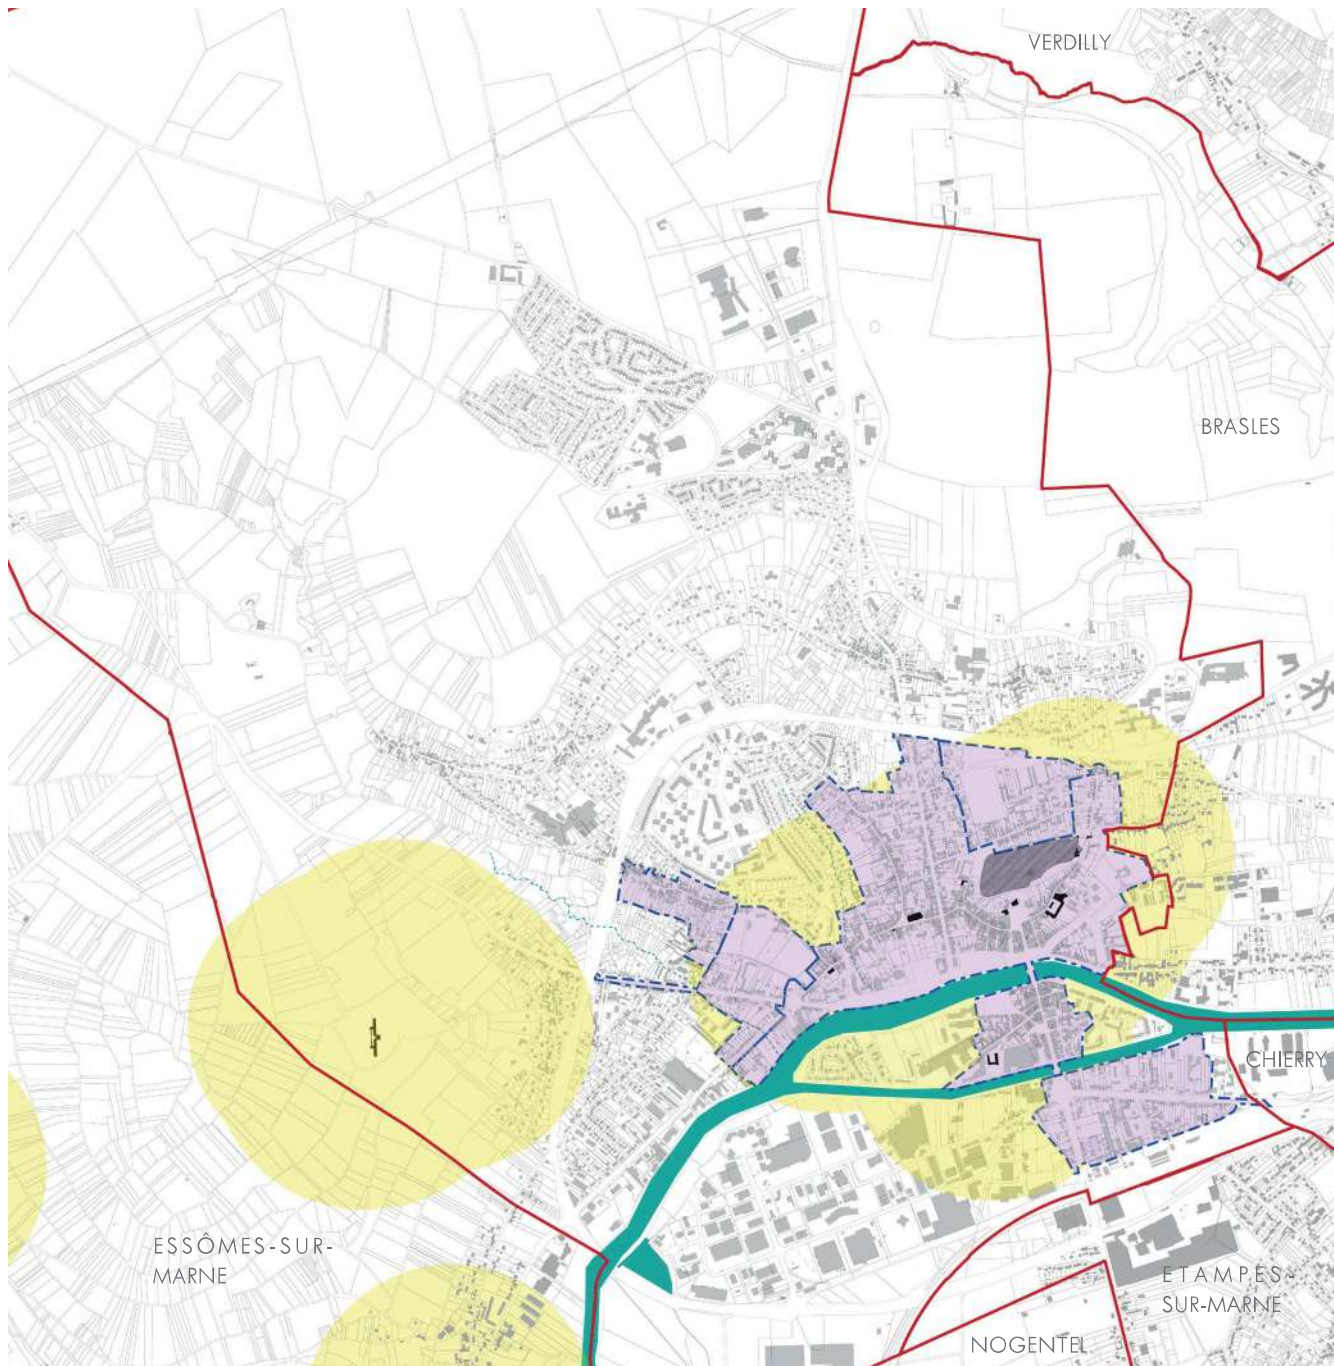 VERDILLY
BRASLES
CHIERRY
ESSÔMES-SUR-
MARNE
ETAMPES-
SUR-MARNE
NOGENTEL